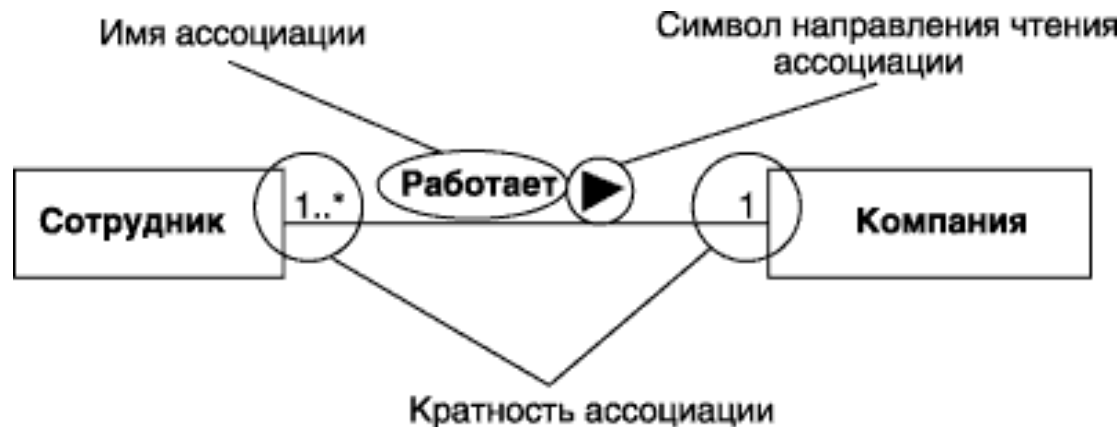 Имя ассоциации
Символ направления чтения
ассоциации
Работает
Сотрудник
1..*
1
Компания
Кратность ассоциации